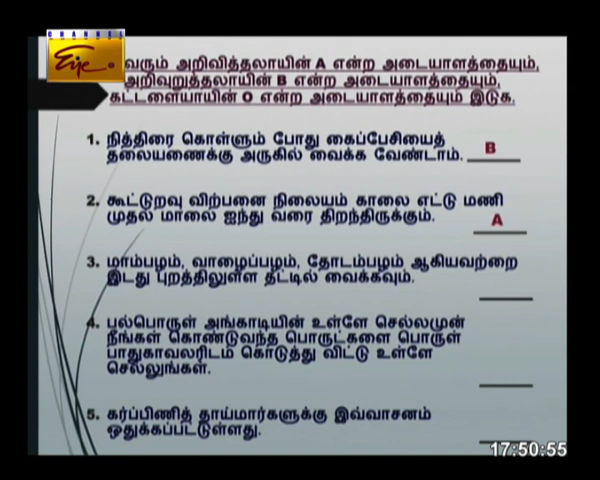 CHANNEL
Eye
வரும் அறிவித்தலாயின் A என்ற அடையாளத்தையும்,
அறிவுறுத்தலாயின் B என்ற அடையாளத்தையும்,
கட்டளையாயின் O என்ற அடையாளத்தையும் இடுக.
1. நித்திரை கொள்ளும் போது கைப்பேசியைத்
தலையணைக்கு அருகில் வைக்க வேண்டாம். B
2. கூட்டுறவு விற்பனை நிலையம் காலை எட்டு மணி
முதல் மாலை ஐந்து வரை திறந்திருக்கும். A
3. மாம்பழம், வாழைப்பழம், தோடம்பழம் ஆகியவற்றை
இடது புறத்திலுள்ள தட்டில் வைக்கவும்.
4. பல்பொருள் அங்காடியின் உள்ளே செல்லமுன்
நீங்கள் கொண்டுவந்த பொருட்களை பொருள்
பாதுகாவலரிடம் கொடுத்து விட்டு உள்ளே
செல்லுங்கள்.
5. கர்ப்பிணித் தாய்மார்களுக்கு இவ்வாசனம்
ஒதுக்கப்பட்டுள்ளது.
17:50:55